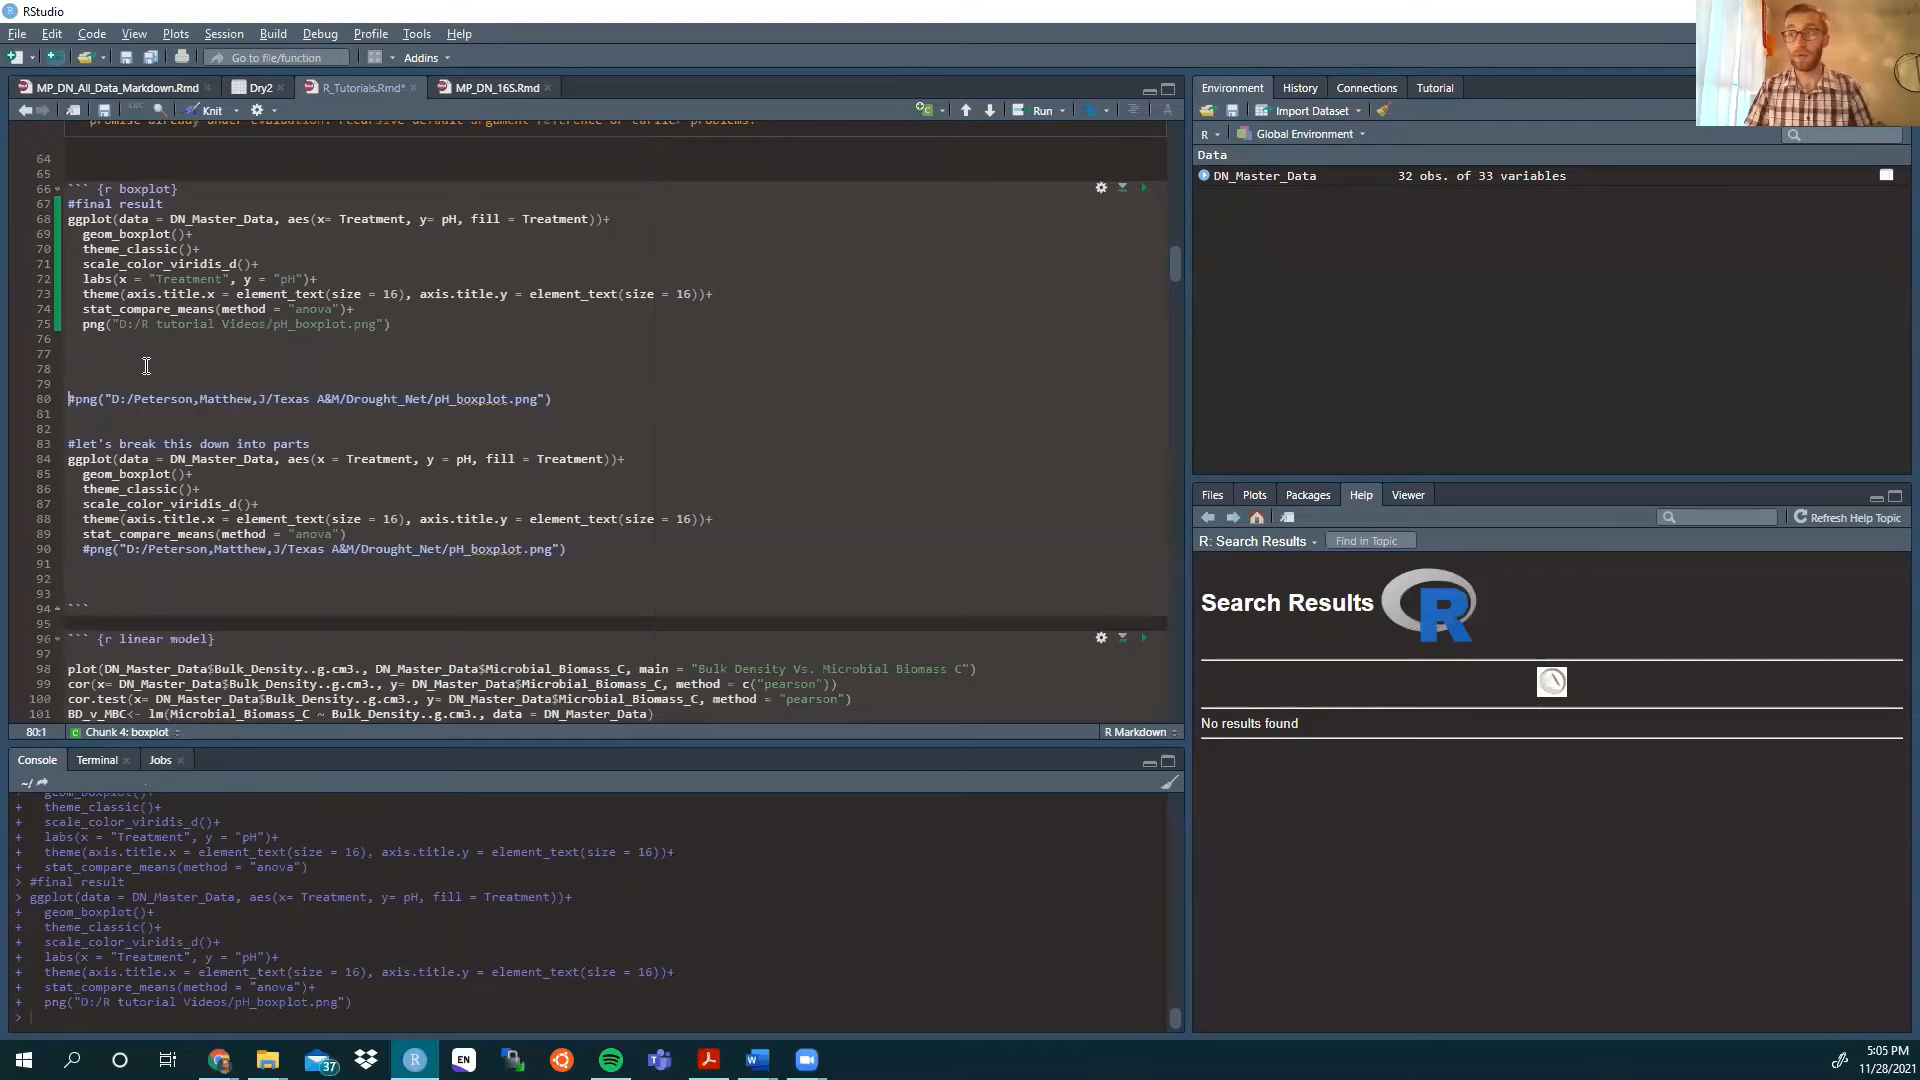 RStudio
File Edit Code View Plots Session Build Debug Profile Tools Help
Go to file/function Addins
MP_DN_All_Data_Markdown.Rmd Dry2 R_Tutorials.Rmd* MP_DN_16S.Rmd
Knit Run
promise already under evaluation: recursive default argument reference or earlier problems?
64
65
66 ``` {r boxplot}
67 #final result
68 ggplot(data = DN_Master_Data, aes(x= Treatment, y= pH, fill = Treatment))+
69 geom_boxplot()+
70 theme_classic()+
71 scale_color_viridis_d()+
72 labs(x = "Treatment", y = "pH")+
73 theme(axis.title.x = element_text(size = 16), axis.title.y = element_text(size = 16))+
74 stat_compare_means(method = "anova")+
75 png("D:/R tutorial Videos/pH_boxplot.png")
76
77
78
79
80 #png("D:/Peterson,Matthew,J/Texas A&M/Drought_Net/pH_boxplot.png")
81
82
83 #let's break this down into parts
84 ggplot(data = DN_Master_Data, aes(x = Treatment, y = pH, fill = Treatment))+
85 geom_boxplot()+
86 theme_classic()+
87 scale_color_viridis_d()+
88 theme(axis.title.x = element_text(size = 16), axis.title.y = element_text(size = 16))+
89 stat_compare_means(method = "anova")
90 #png("D:/Peterson,Matthew,J/Texas A&M/Drought_Net/pH_boxplot.png")
91
92
93
94 ```
95
96 ``` {r linear model}
97
98 plot(DN_Master_Data$Bulk_Density..g.cm3., DN_Master_Data$Microbial_Biomass_C, main = "Bulk Density Vs. Microbial Biomass C")
99 cor(x= DN_Master_Data$Bulk_Density..g.cm3., y= DN_Master_Data$Microbial_Biomass_C, method = c("pearson"))
100 cor.test(x= DN_Master_Data$Bulk_Density..g.cm3., y= DN_Master_Data$Microbial_Biomass_C, method = "pearson")
101 BD_v_MBC<- lm(Microbial_Biomass_C ~ Bulk_Density..g.cm3., data = DN_Master_Data)
80:1 Chunk 4: boxplot R Markdown
Console Terminal Jobs
~/
+ geom_boxplot()+
+ theme_classic()+
+ scale_color_viridis_d()+
+ labs(x = "Treatment", y = "pH")+
+ theme(axis.title.x = element_text(size = 16), axis.title.y = element_text(size = 16))+
+ stat_compare_means(method = "anova")
> #final result
> ggplot(data = DN_Master_Data, aes(x= Treatment, y= pH, fill = Treatment))+
+ geom_boxplot()+
+ theme_classic()+
+ scale_color_viridis_d()+
+ labs(x = "Treatment", y = "pH")+
+ theme(axis.title.x = element_text(size = 16), axis.title.y = element_text(size = 16))+
+ stat_compare_means(method = "anova")+
+ png("D:/R tutorial Videos/pH_boxplot.png")
>
Environment History Connections Tutorial
Import Dataset
R Global Environment
Data
DN_Master_Data 32 obs. of 33 variables
Files Plots Packages Help Viewer
Refresh Help Topic
R: Search Results Find in Topic
Search Results R
No results found
37 R EN
5:05 PM
11/28/2021